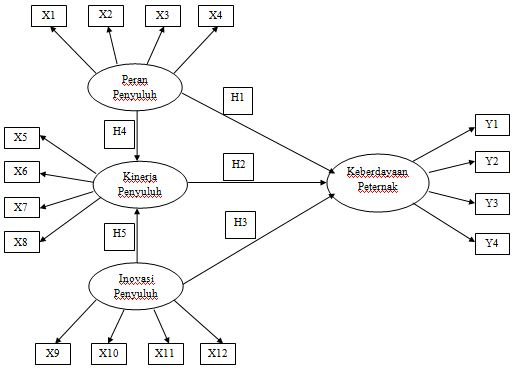 X1
X2
X3
X4
Peran
Penyuluh
H1
H4
X5
X6
X7
X8
Kinerja
Penyuluh
H2
Keberdayaan
Peternak
Y1
Y2
Y3
Y4
H5
H3
Inovasi
Penyuluh
X9
X10
X11
X12